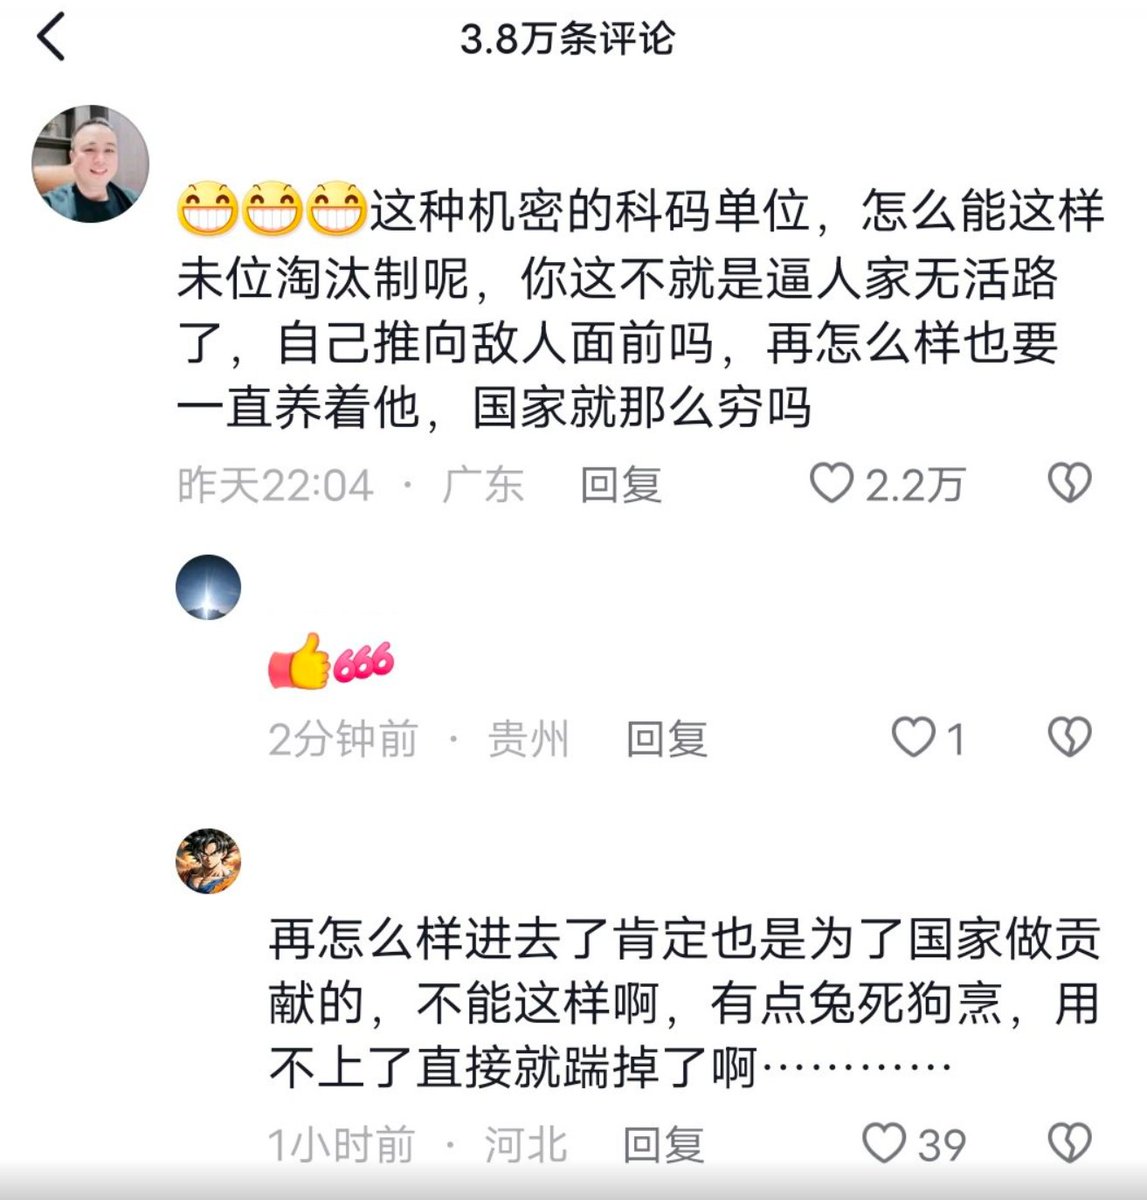 3.8万条评论
😁😁😁这种机密的科码单位，怎么能这样
未位淘汰制呢，你这不就是逼人家无活路
了，自己推向敌人面前吗，再怎么样也要
一直养着他，国家就那么穷吗
昨天22:04 · 广东 回复 2.2万
👍666
2分钟前 · 贵州 回复 1
再怎么样进去了肯定也是为了国家做贡
献的，不能这样啊，有点兔死狗烹，用
不上了直接就踹掉了啊…………
1小时前 · 河北 回复 39